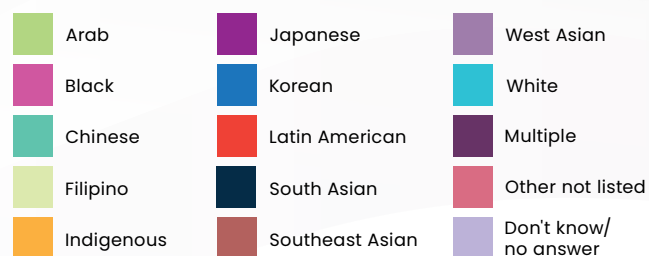 Arab
Black
Chinese
Filipino
Indigenous
Japanese
Korean
Latin American
South Asian
Southeast Asian
West Asian
White
Multiple
Other not listed
Don't know/
no answer